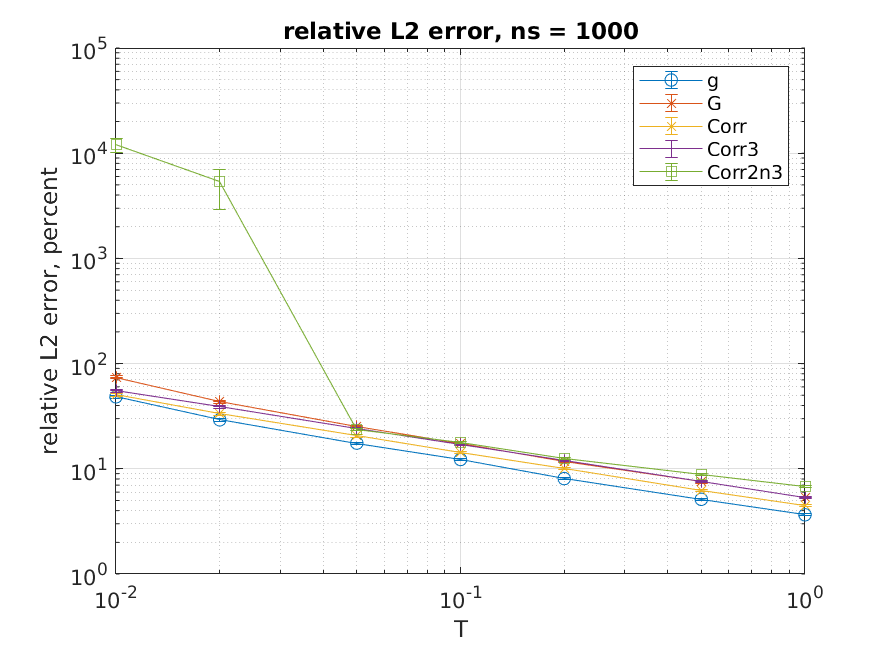 relative L2 error, ns = 1000
relative L2 error, percent
10^5
10^4
10^3
10^2
10^1
10^0
g
G
Corr
Corr3
Corr2n3
10^-2
10^-1
10^0
T